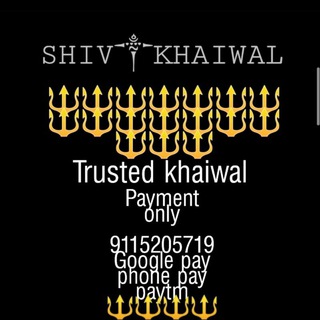 SHIV KHAIWAL
Trusted khaiwal
Payment
only
9115205719
Google pay
phone pay
paytm